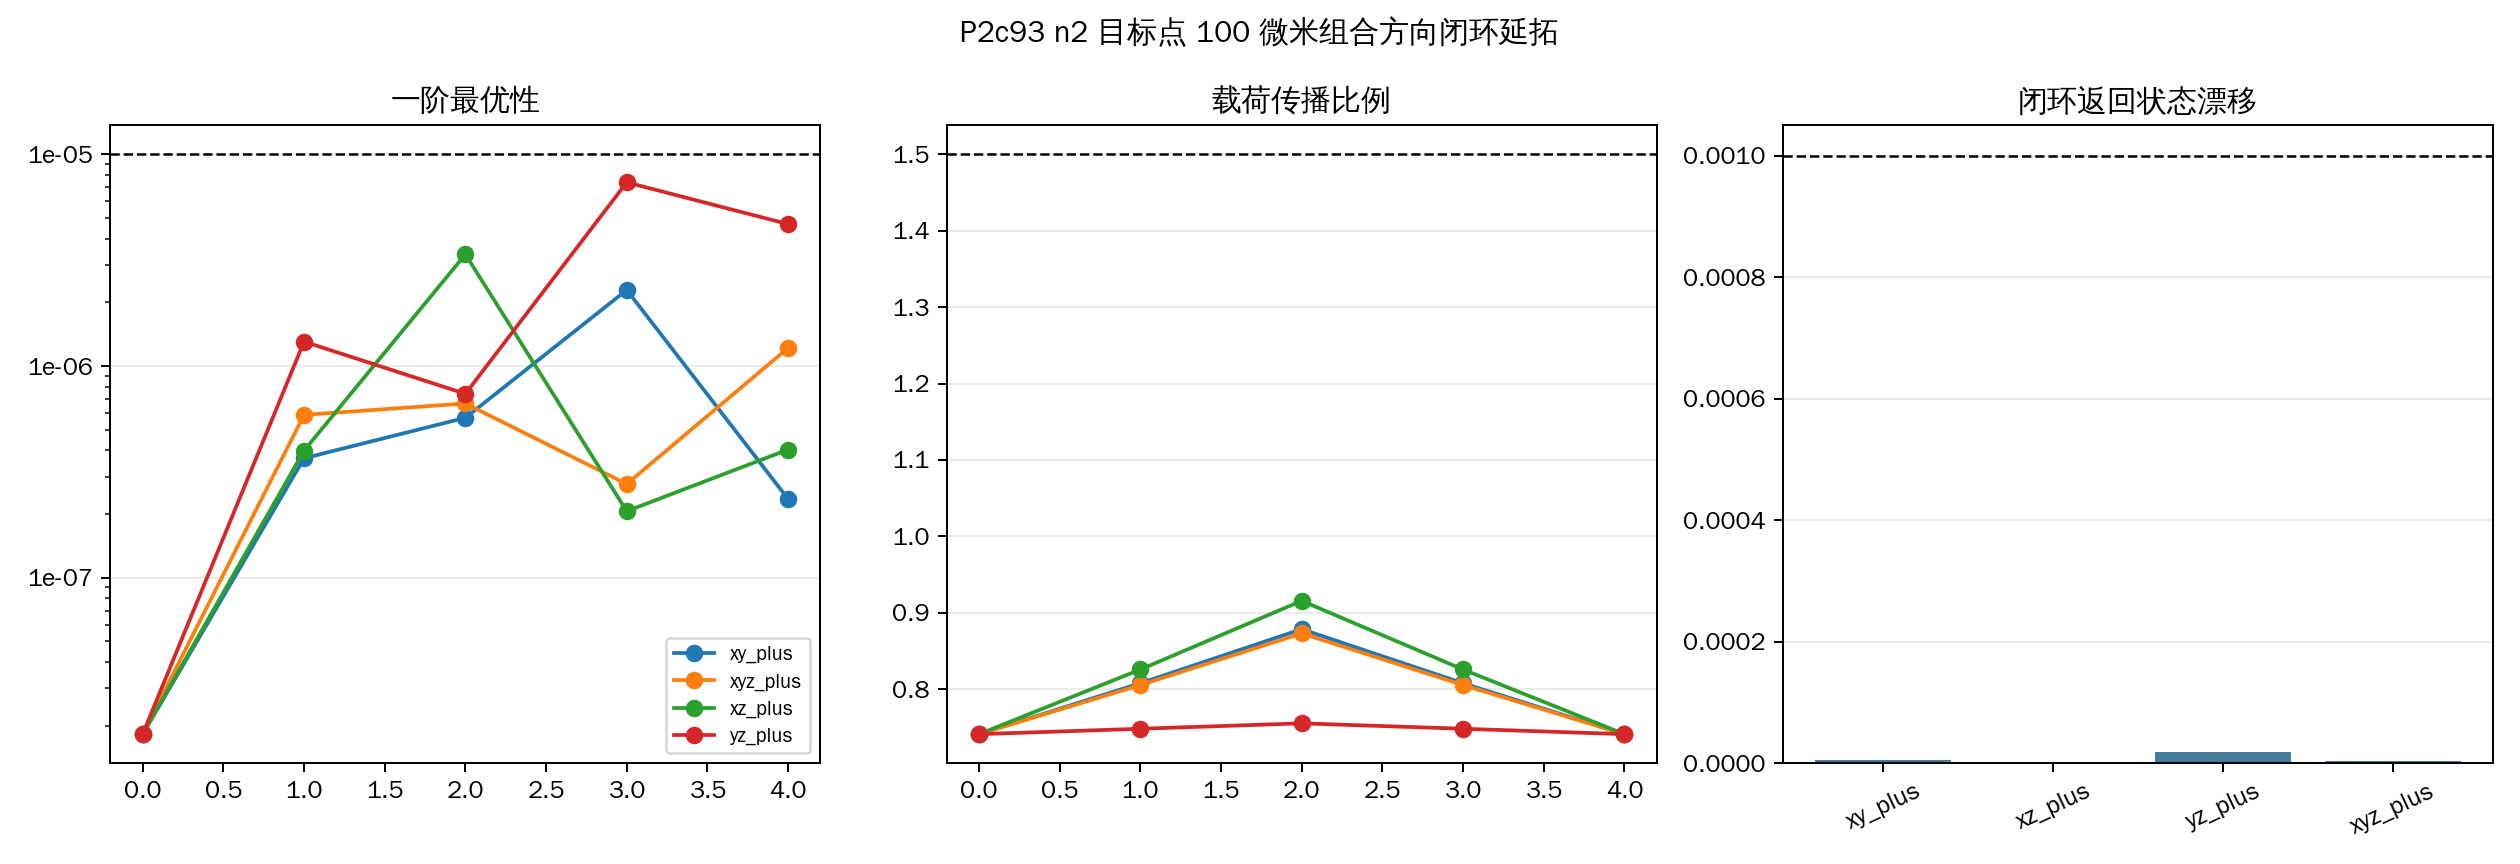 P2c93 n2 目标点 100 微米组合方向闭环延拓
一阶最优性
1e-05
1e-06
1e-07
0.0 0.5 1.0 1.5 2.0 2.5 3.0 3.5 4.0
xy_plus
xyz_plus
xz_plus
yz_plus
载荷传播比例
1.5
1.4
1.3
1.2
1.1
1.0
0.9
0.8
0.0 0.5 1.0 1.5 2.0 2.5 3.0 3.5 4.0
闭环返回状态漂移
0.0010
0.0008
0.0006
0.0004
0.0002
0.0000
xy_plus xz_plus yz_plus xyz_plus